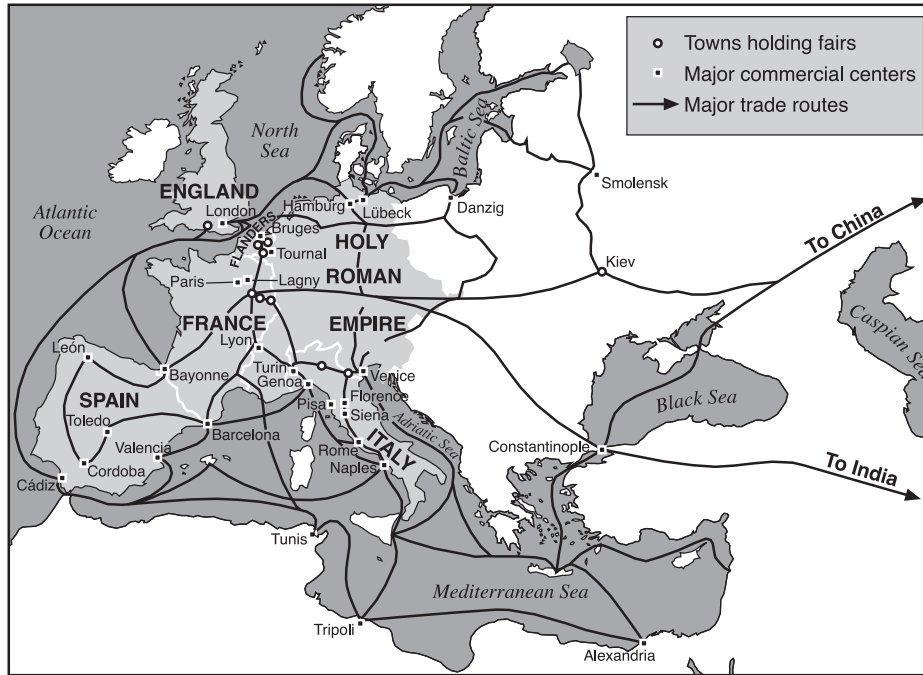 Towns holding fairs
Major commercial centers
Major trade routes
North
Sea
Baltic Sea
Smolensk
ENGLAND
London
Hamburg
Lübeck
Danzig
Atlantic
Ocean
FLANDERS
Bruges
Tournal
HOLY
ROMAN
EMPIRE
To China
Kiev
Paris
Lagny
FRANCE
Lyon
Caspian Sea
León
Bayonne
Turin
Genoa
Venice
Florence
Siena
Pisa
Adriatic Sea
Black Sea
SPAIN
Toledo
Valencia
Barcelona
Rome
ITALY
Naples
Constantinople
To India
Cordoba
Cádiz
Tunis
Mediterranean Sea
Tripoli
Alexandria